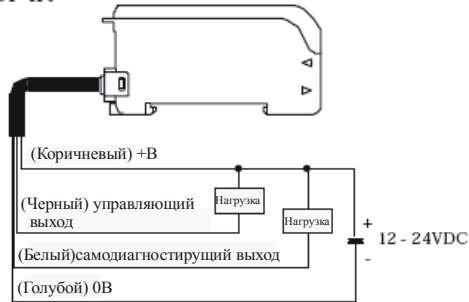 (Коричневый) +В
(Черный) управляющий
выход
Нагрузка
Нагрузка
(Белый)самодиагностирущий выход
+
12 - 24VDC
-
(Голубой) 0В